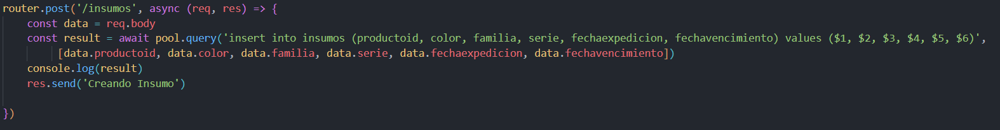 router.post('/insumos', async (req, res) => {
    const data = req.body
    const result = await pool.query('insert into insumos (productoid, color, familia, serie, fechaexpedicion, fechavencimiento) values ($1, $2, $3, $4, $5, $6)',
         [data.productoid, data.color, data.familia, data.serie, data.fechaexpedicion, data.fechavencimiento])
    console.log(result)
    res.send('Creando Insumo')
})